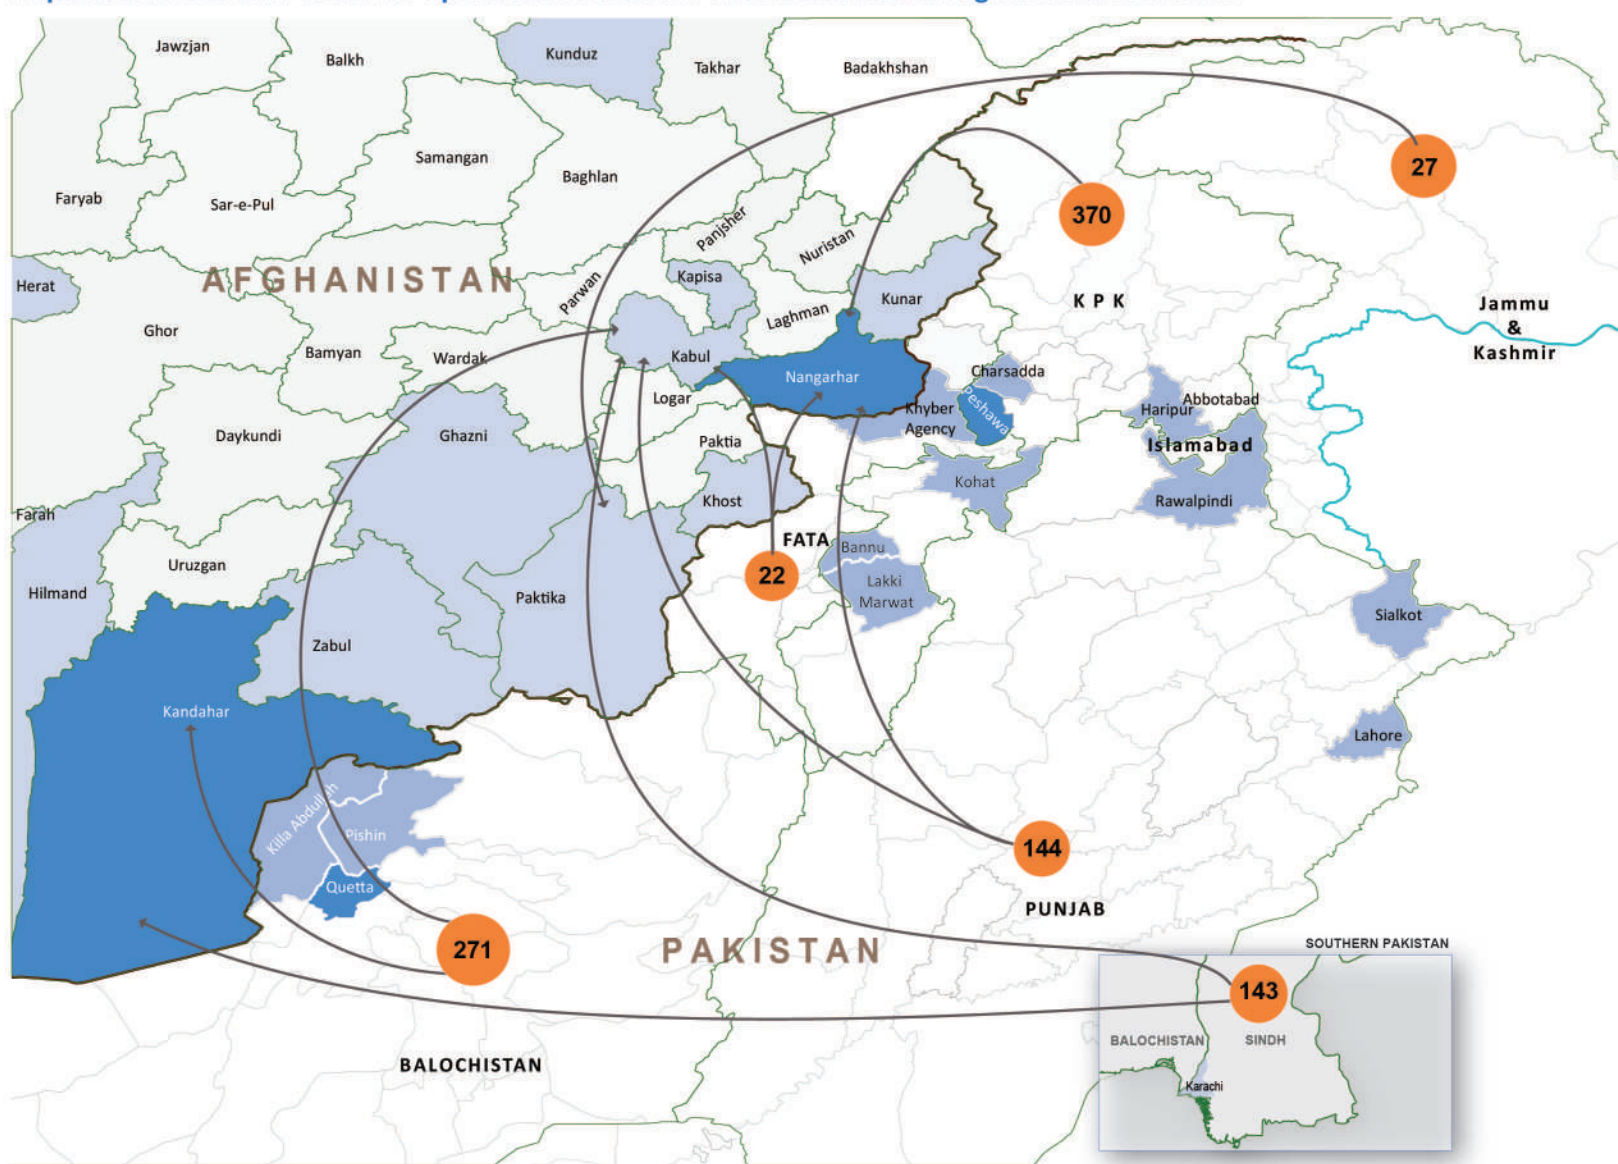 Jawzjan
Balkh
Kunduz
Takhar
Badakhshan
Samangan
Baghlan
Faryab
Sar-e-Pul
27
370
Panjsher
Nuristan
AFGHANISTAN
Herat
Parwan
Kapisa
Kunar
K P K
Jammu
&
Kashmir
Ghor
Laghman
Bamyan
Wardak
Kabul
Nangarhar
Charsadda
Logar
Khyber
Agency
Peshawa
Haripur
Abbotabad
Daykundi
Ghazni
Paktia
Islamabad
Kohat
Rawalpindi
Khost
Farah
FATA
Bannu
Uruzgan
22
Lakki
Marwat
Hilmand
Paktika
Sialkot
Zabul
Kandahar
Lahore
Killa Abdullah
Pishin
144
Quetta
PUNJAB
271
PAKISTAN
SOUTHERN PAKISTAN
143
BALOCHISTAN
SINDH
BALOCHISTAN
Karachi